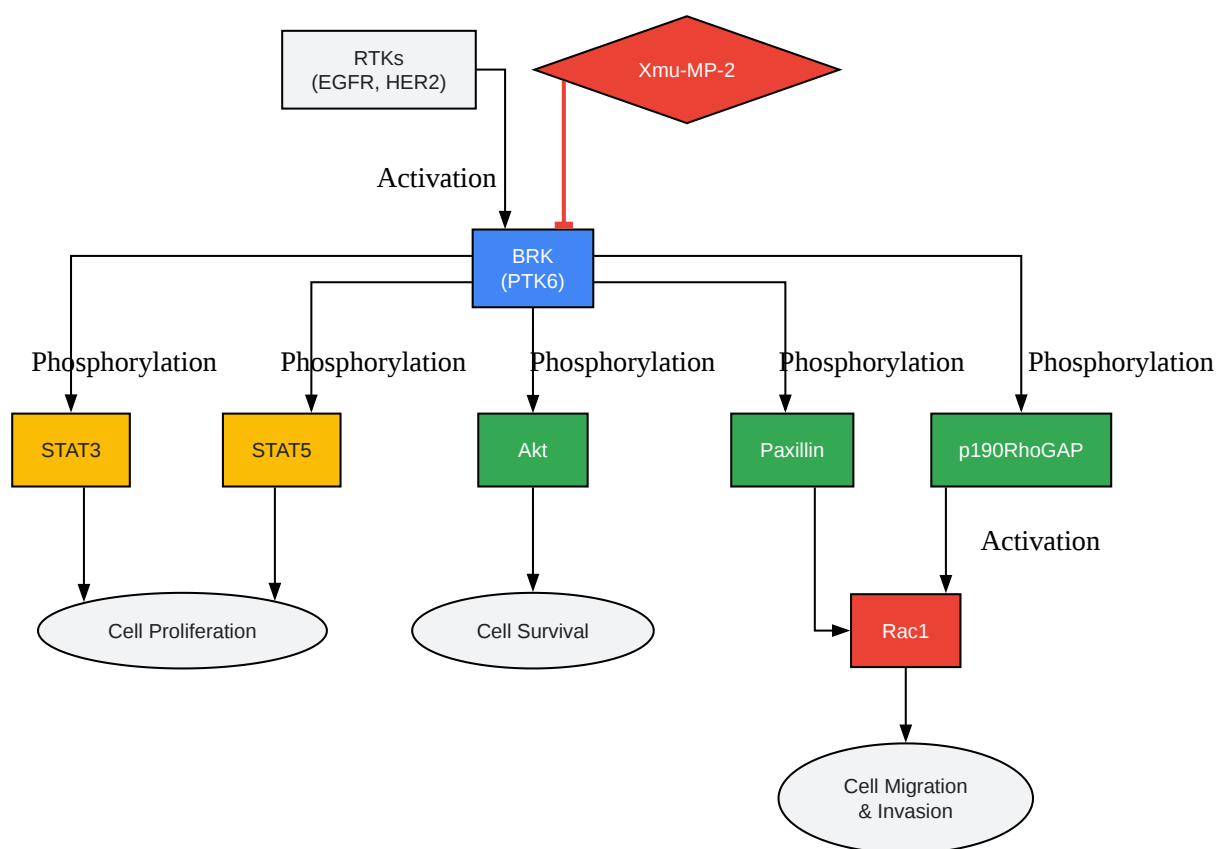 RTKs
(EGFR, HER2)
Xmu-MP-2
Activation
BRK
(PTK6)
Phosphorylation
Phosphorylation
Phosphorylation
Phosphorylation
Phosphorylation
STAT3
STAT5
Akt
Paxillin
p190RhoGAP
Activation
Cell Proliferation
Cell Survival
Rac1
Cell Migration
& Invasion